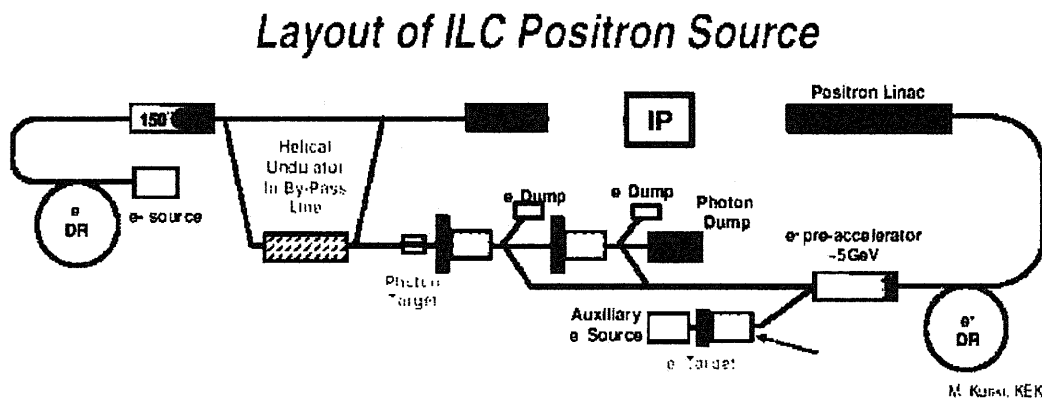 Layout of ILC Positron Source
Positron Linac
150
IP
Helical
Undulator
In By-Pass
Line
e- source
e
DR
e Dump
e Dump
Photon
Dump
e+ pre-accelerator
~5GeV
Photon
Target
Auxiliary
e Source
e Target
e+
DR
KEK